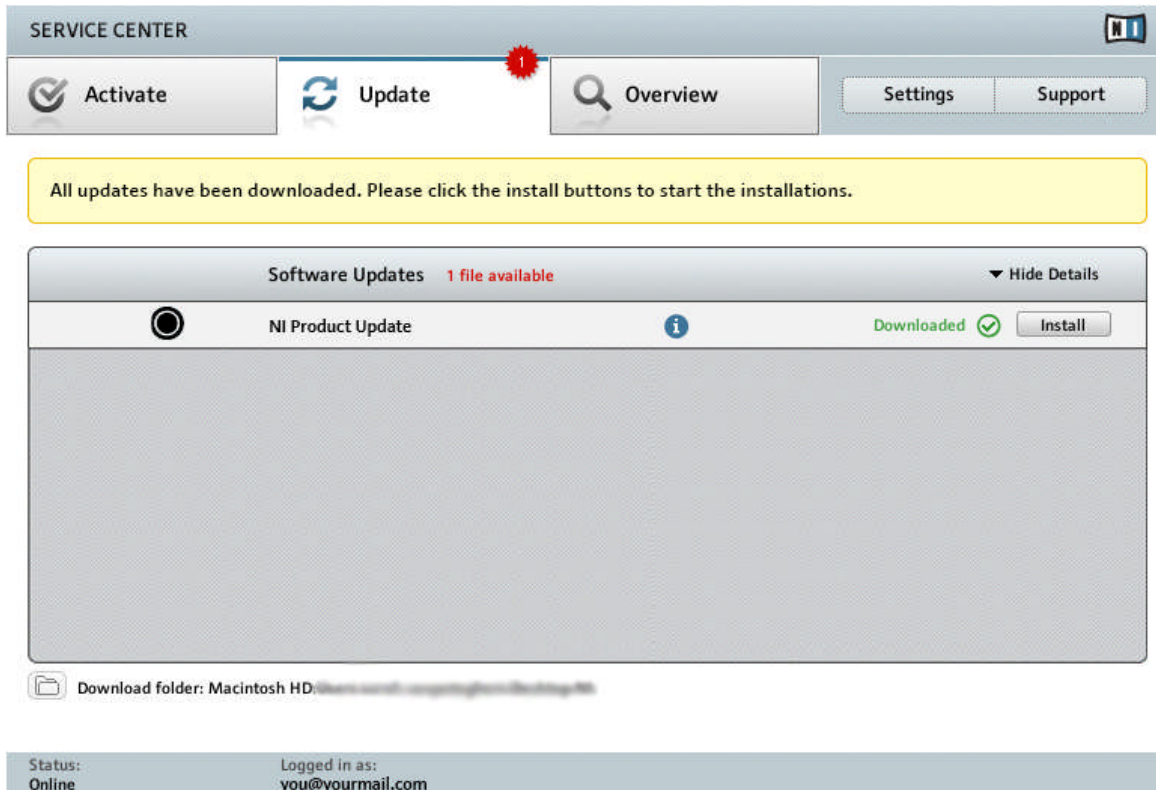 SERVICE CENTER
NI
Activate
Update
1
Overview
Settings
Support
All updates have been downloaded. Please click the install buttons to start the installations.
Software Updates 1 file available
Hide Details
NI Product Update
i
Downloaded
Install
Download folder: Macintosh HD:
Status:
Online
Logged in as:
you@yourmail.com